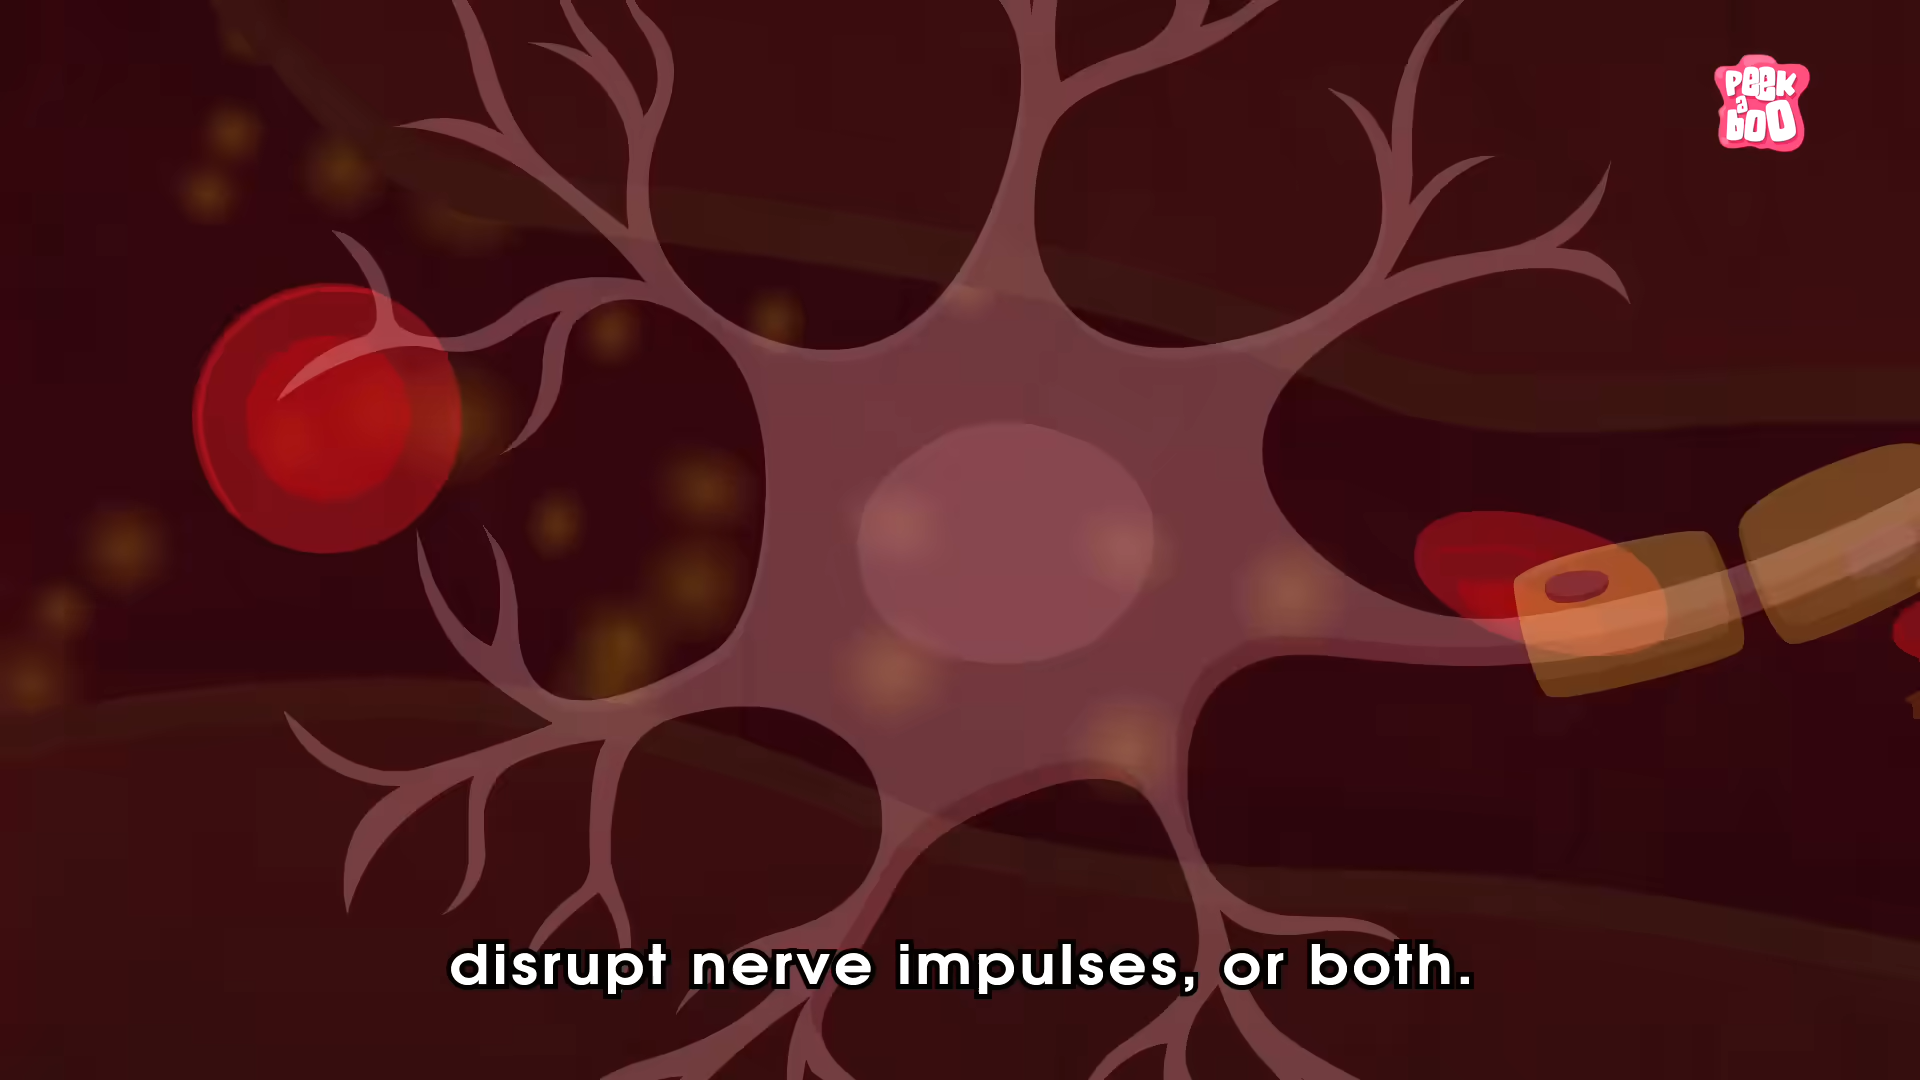 PEEK
a
boo
disrupt nerve impulses, or both.